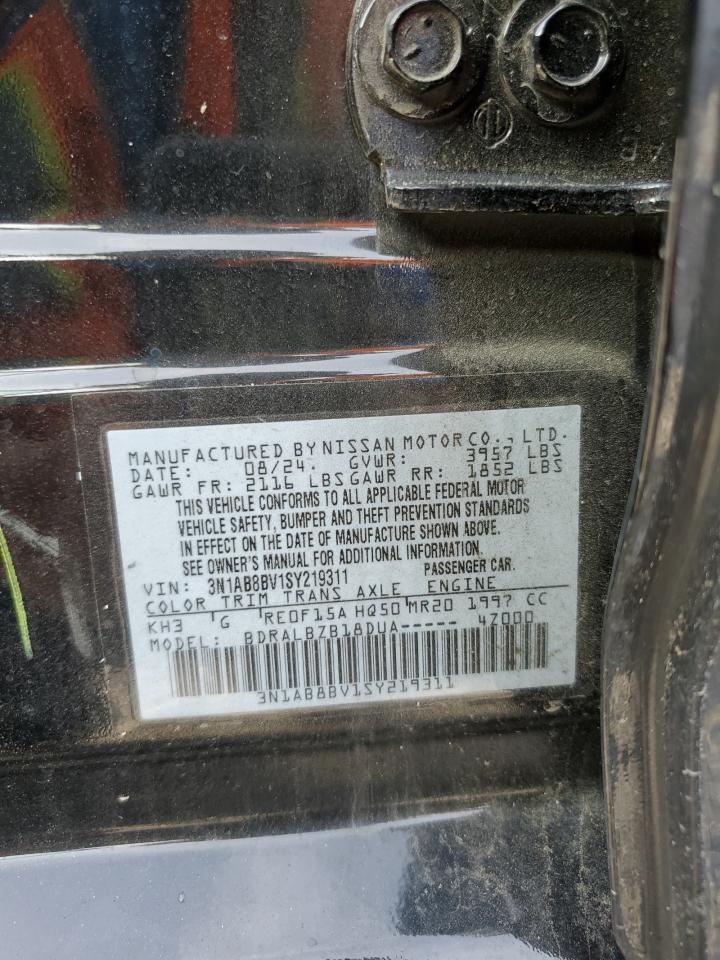 MANUFACTURED BY NISSAN MOTOR CO., LTD.
DATE: 08/24. GVWR: 3957 LBS
GAWR FR: 2116 LBS GAWR RR: 1852 LBS
THIS VEHICLE CONFORMS TO ALL APPLICABLE FEDERAL MOTOR
VEHICLE SAFETY, BUMPER AND THEFT PREVENTION STANDARDS
IN EFFECT ON THE DATE OF MANUFACTURE SHOWN ABOVE.
SEE OWNER'S MANUAL FOR ADDITIONAL INFORMATION.
PASSENGER CAR.
VIN: 3N1AB8BV1SY219311
COLOR TRIM TRANS AXLE ENGINE
KH3 G RE0F15A HQ50 MR20 1997 CC
MODEL: BDRALBZB18DUA----- 4Z000
3N1AB8BV1SY219311